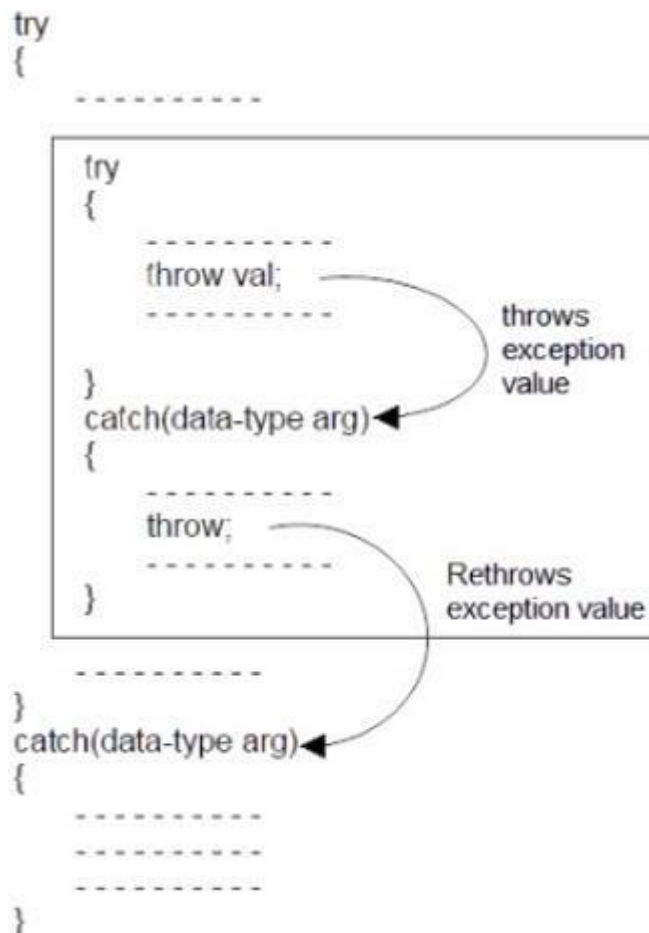 try
{
- - - - - - - - - -
try
{
- - - - - - - - - -
throw val;
- - - - - - - - - -
throws
exception
value
}
catch(data-type arg)
{
- - - - - - - - - -
throw;
- - - - - - - - - -
Rethrows
exception value
}
- - - - - - - - - -
}
catch(data-type arg)
{
- - - - - - - - - -
- - - - - - - - - -
- - - - - - - - - -
}